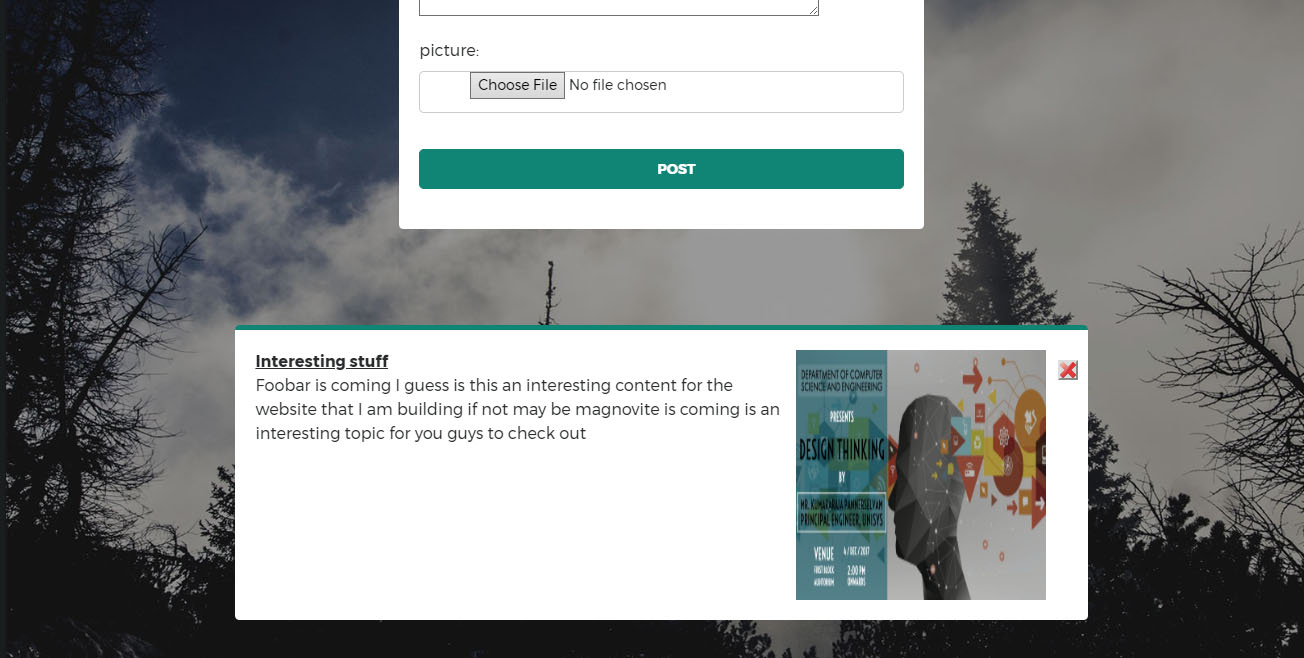 picture:
Choose File No file chosen
POST
Interesting stuff
Foobar is coming I guess is this an interesting content for the
website that I am building if not may be magnovite is coming is an
interesting topic for you guys to check out
DEPARTMENT OF COMPUTER
SCIENCE AND ENGINEERING
PRESENTS
DESIGN THINKING
BY
MR. KUMARARAJA PANNERSELVAM
PRINCIPAL ENGINEER, UNISYS
VENUE
FIRST BLOCK
AUDITORIUM
4/DEC/2017
2:00 PM
ONWARDS